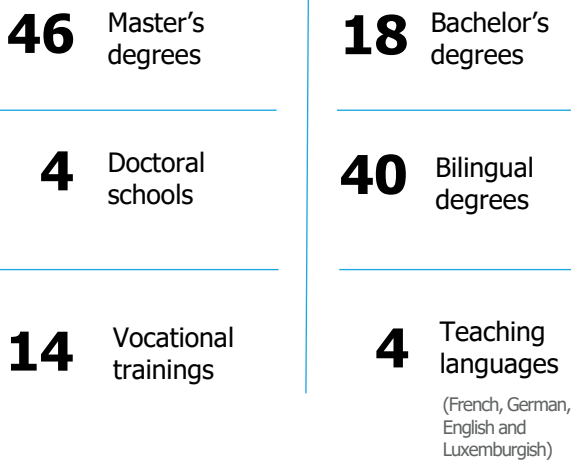 46 Master's
degrees
18 Bachelor's
degrees
4 Doctoral
schools
40 Bilingual
degrees
14 Vocational
trainings
4 Teaching
languages
(French, German,
English and
Luxemburgish)